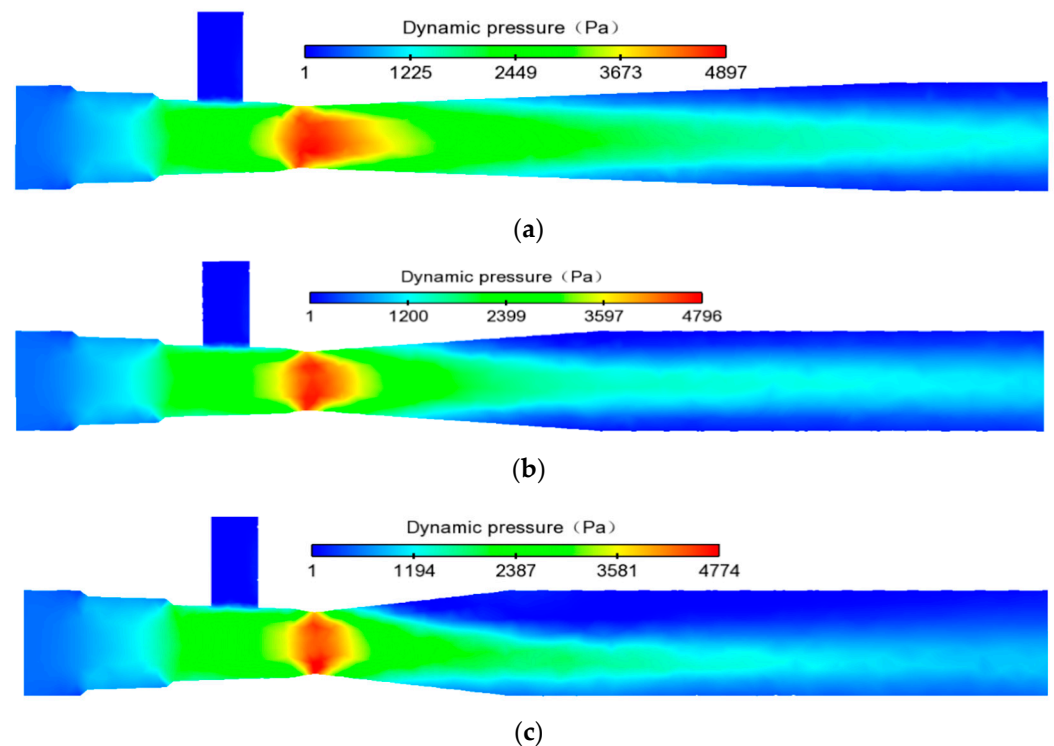 Dynamic pressure（Pa）
1 1225 2449 3673 4897
(a)
Dynamic pressure（Pa）
1 1200 2399 3597 4796
(b)
Dynamic pressure（Pa）
1 1194 2387 3581 4774
(c)